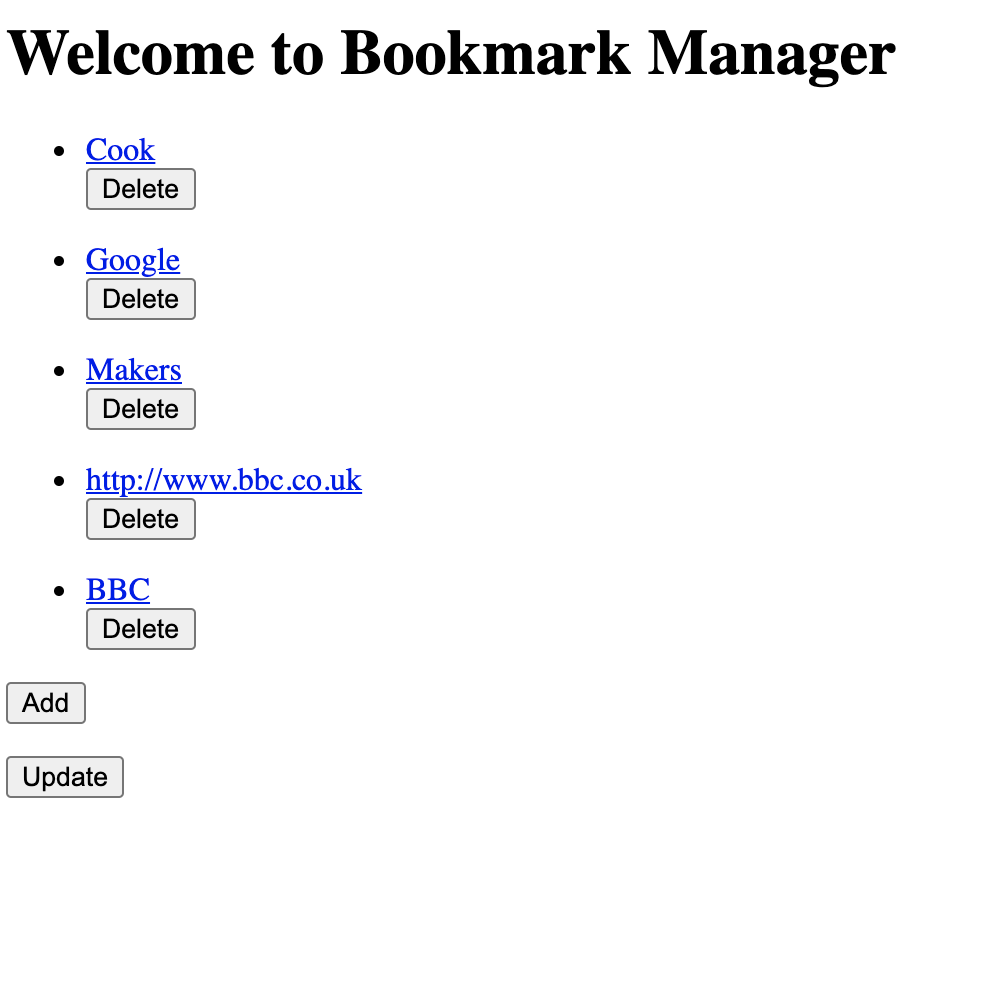 Welcome to Bookmark Manager
Cook
Delete
Google
Delete
Makers
Delete
http://www.bbc.co.uk
Delete
BBC
Delete
Add
Update